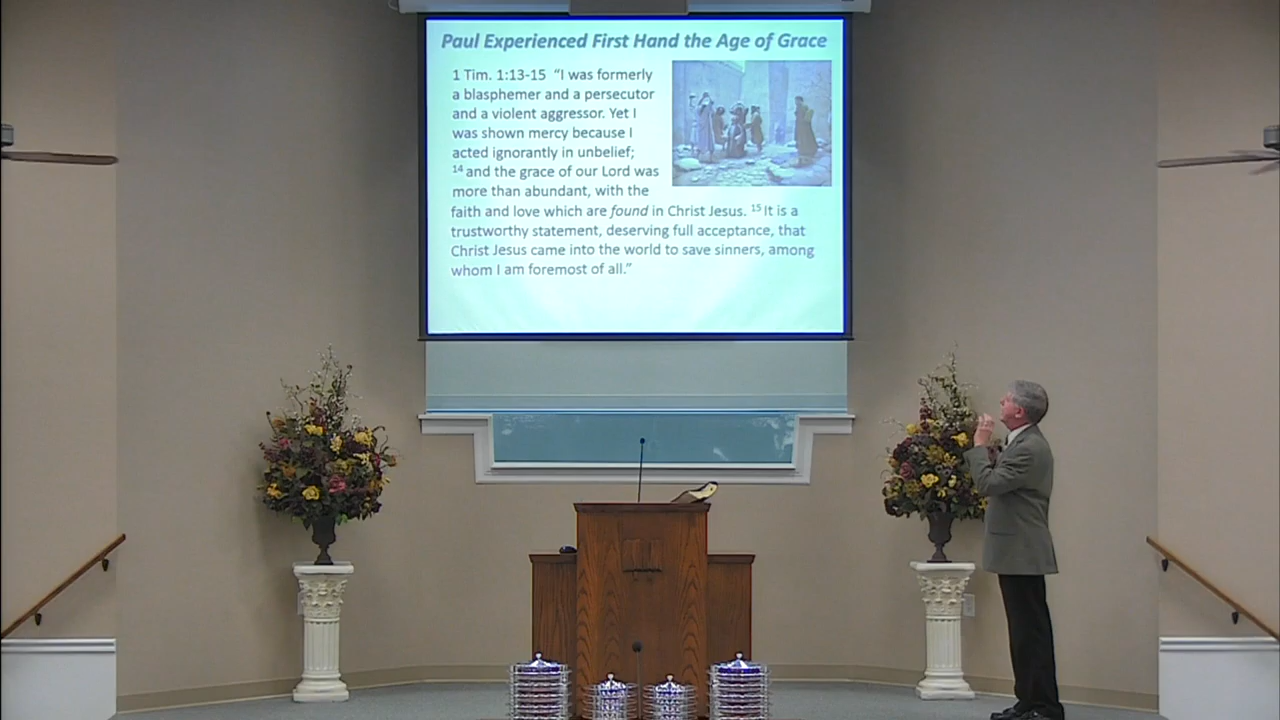 Paul Experienced First Hand the Age of Grace
1 Tim. 1:13-15 “I was formerly
a blasphemer and a persecutor
and a violent aggressor. Yet I
was shown mercy because I
acted ignorantly in unbelief;
14 and the grace of our Lord was
more than abundant, with the
faith and love which are found in Christ Jesus. 15 It is a
trustworthy statement, deserving full acceptance, that
Christ Jesus came into the world to save sinners, among
whom I am foremost of all.”